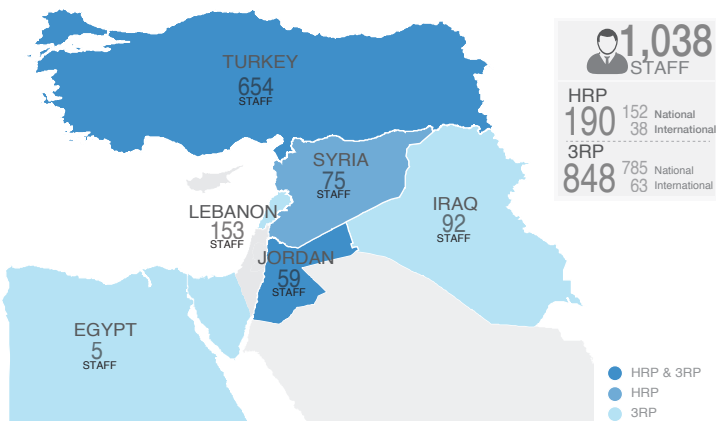 TURKEY
654
STAFF
1,038
STAFF
HRP
190
152 National
38 International
3RP
848
785 National
63 International
SYRIA
75
STAFF
LEBANON
153
STAFF
IRAQ
92
STAFF
JORDAN
59
STAFF
EGYPT
5
STAFF
HRP & 3RP
HRP
3RP